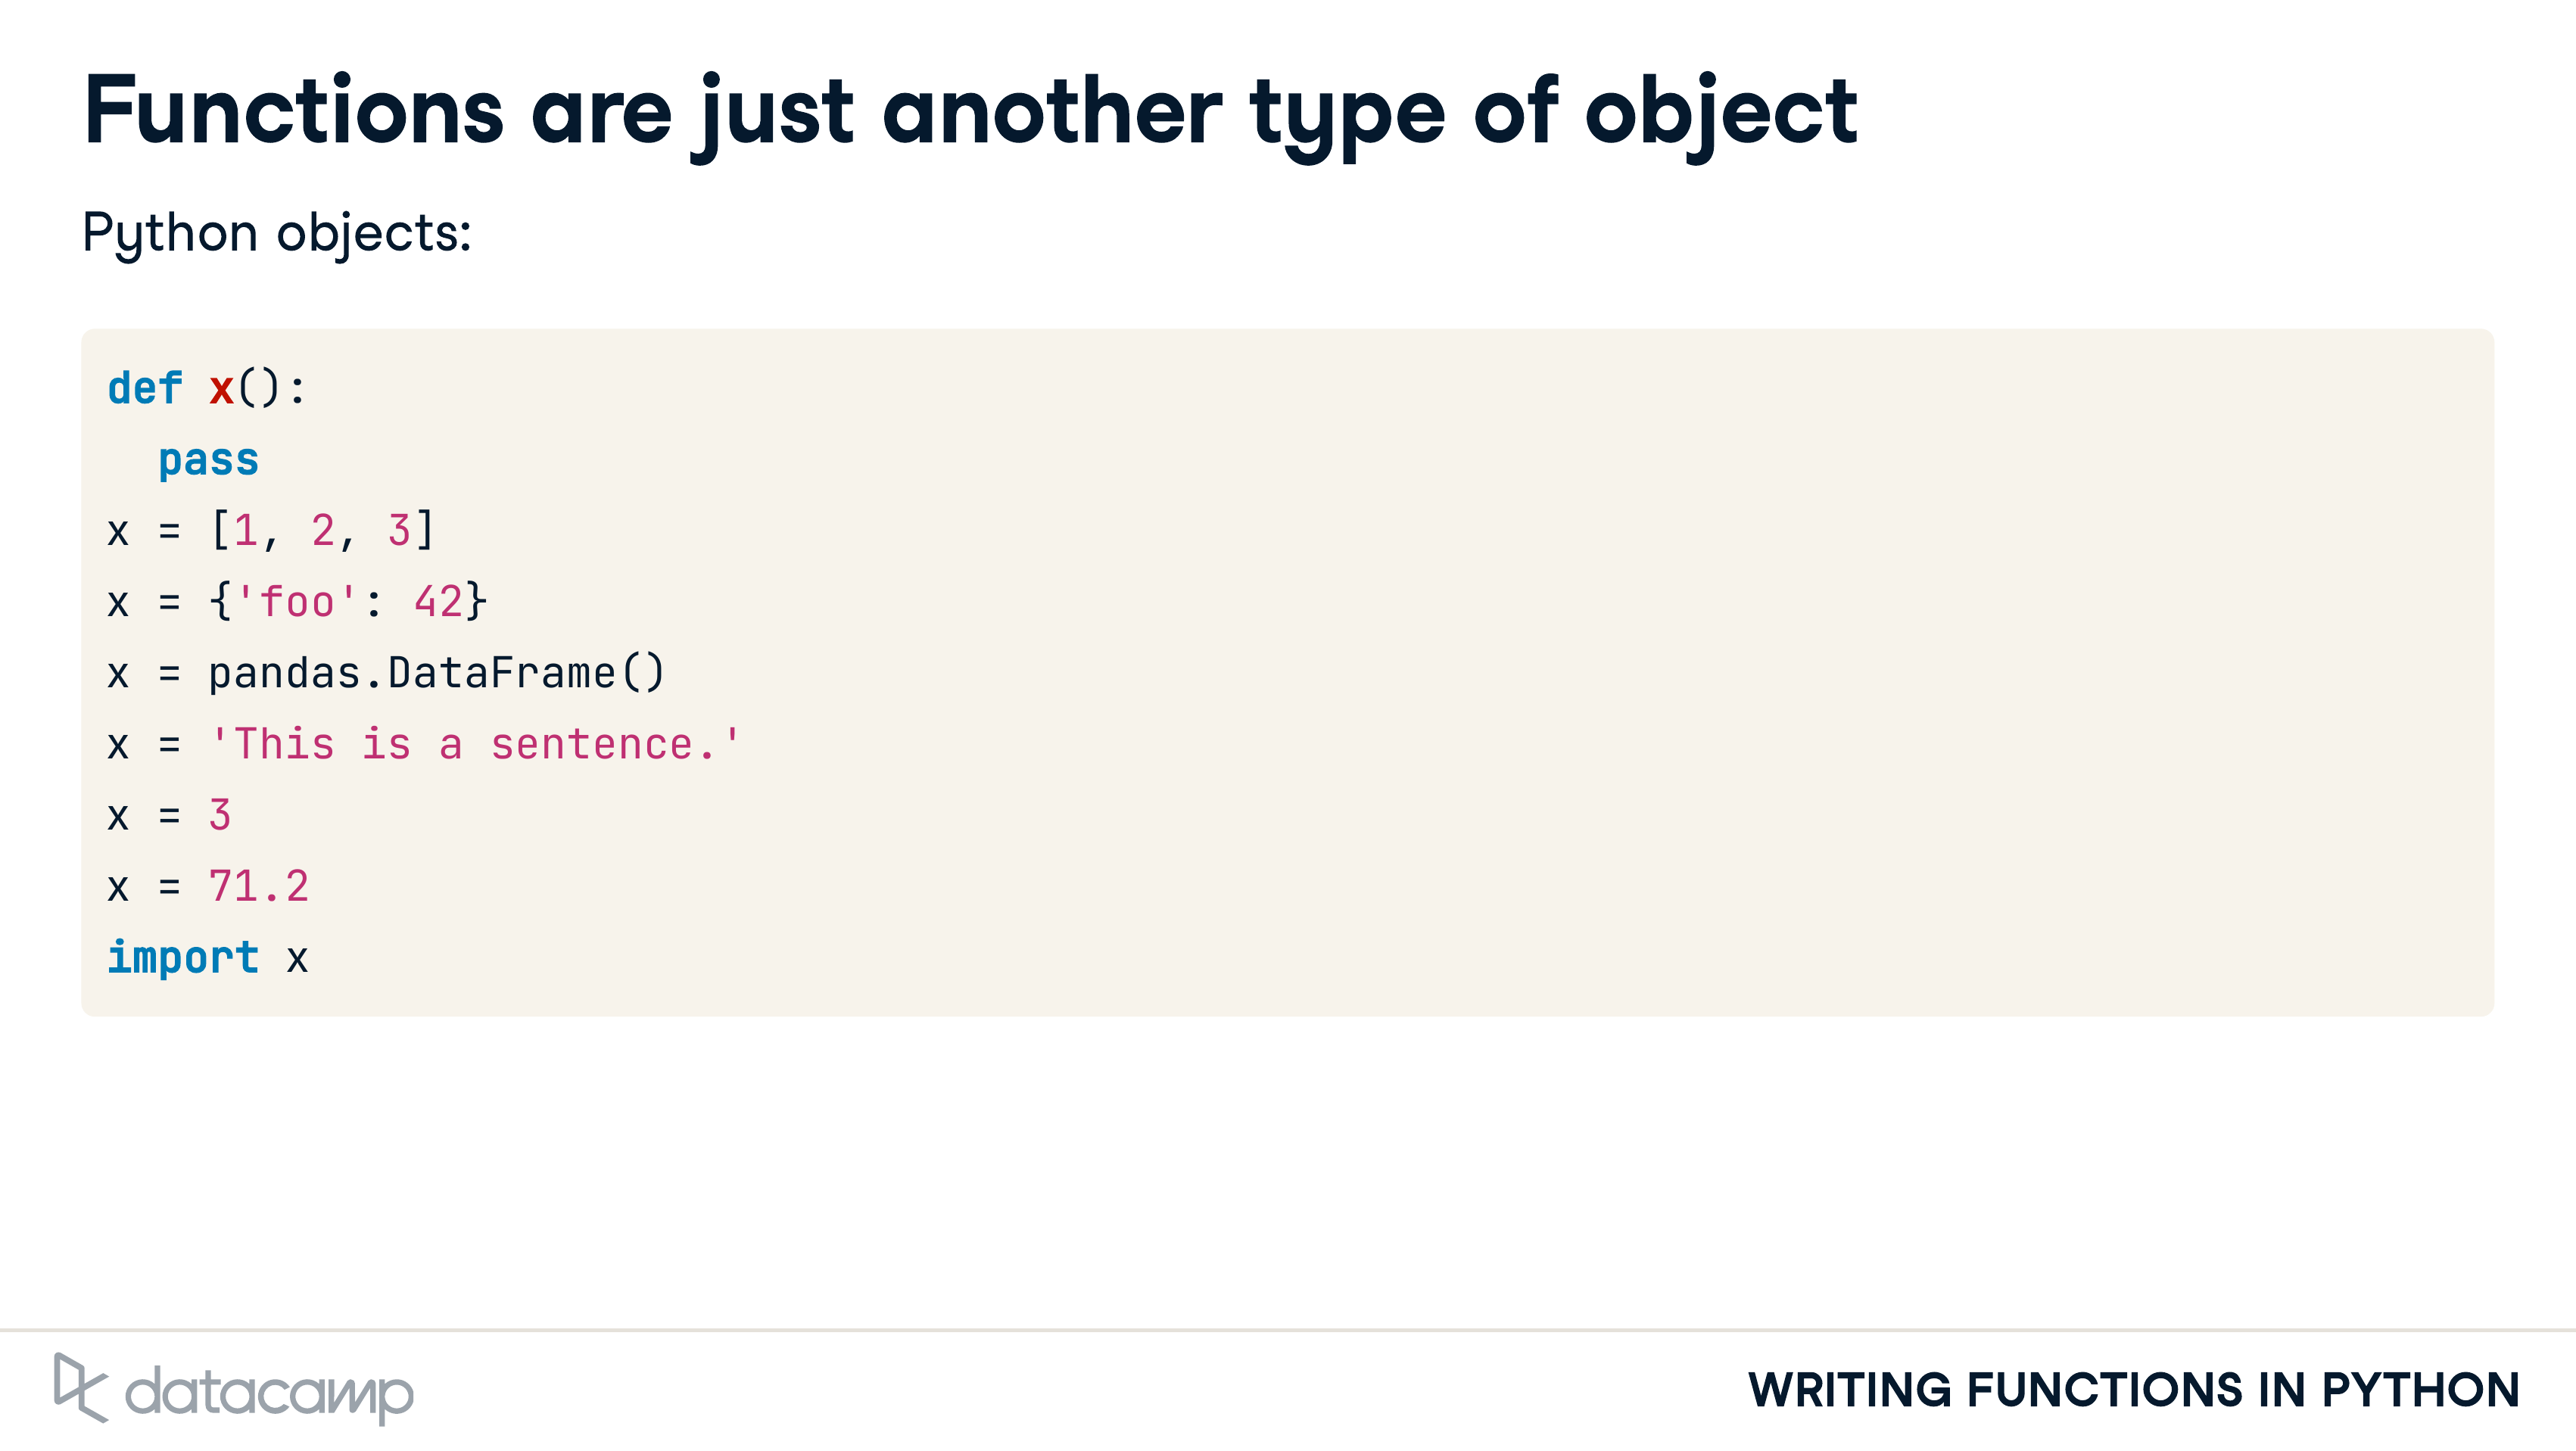 Functions are just another type of object
Python objects:
def x():
  pass
x = [1, 2, 3]
x = {'foo': 42}
x = pandas.DataFrame()
x = 'This is a sentence.'
x = 3
x = 71.2
import x
datacamp
WRITING FUNCTIONS IN PYTHON